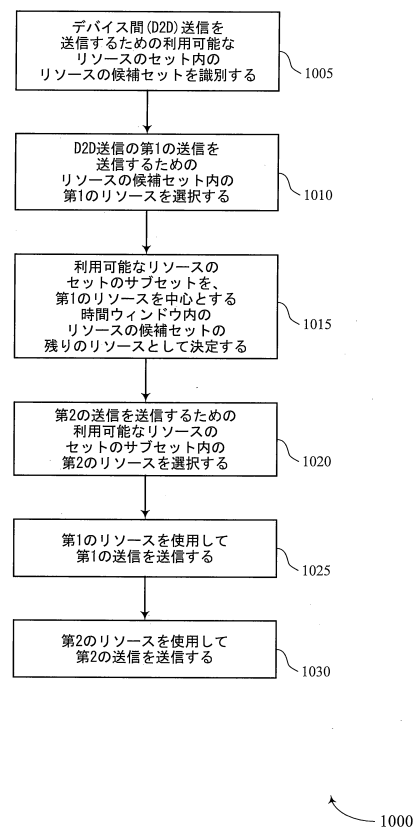 デバイス間(D2D)送信を
送信するための利用可能な
リソースのセット内の
リソースの候補セットを識別する
1005
D2D送信の第1の送信を
送信するための
リソースの候補セット内の
第1のリソースを選択する
1010
利用可能なリソースの
セットのサブセットを、
第1のリソースを中心とする
時間ウィンドウ内の
リソースの候補セットの
残りのリソースとして決定する
1015
第2の送信を送信するための
利用可能なリソースの
セットのサブセット内の
第2のリソースを選択する
1020
第1のリソースを使用して
第1の送信を送信する
1025
第2のリソースを使用して
第2の送信を送信する
1030
1000